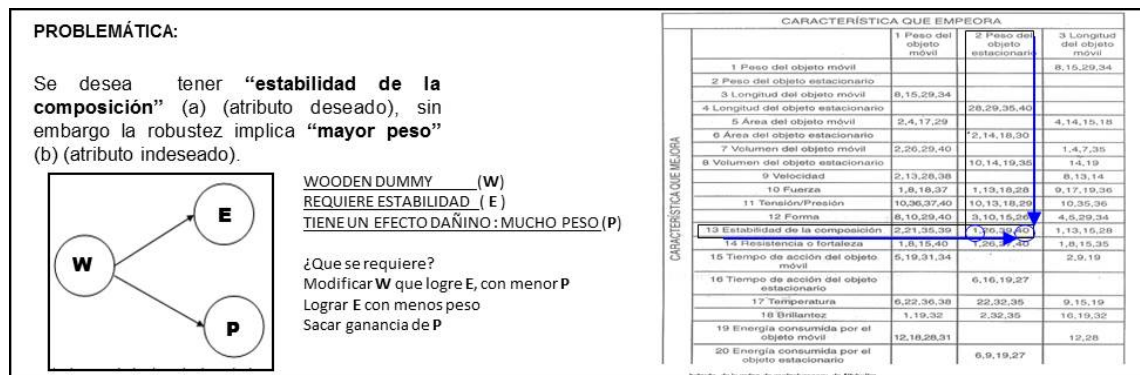 PROBLEMÁTICA:
Se desea tener “estabilidad de la
composición” (a) (atributo deseado), sin
embargo la robustez implica “mayor peso”
(b) (atributo indeseado).
W
E
P
WOODEN DUMMY (W)
REQUIERE ESTABILIDAD ( E )
TIENE UN EFECTO DAÑINO : MUCHO PESO (P)
¿Que se requiere?
Modificar W que logre E, con menor P
Lograr E con menos peso
Sacar ganancia de P
CARACTERÍSTICA QUE EMPEORA
1 Peso del objeto móvil
2 Peso del objeto estacionario
3 Longitud del objeto móvil
CARACTERÍSTICA QUE MEJORA
1 Peso del objeto móvil 8,15,29,34
2 Peso del objeto estacionario
3 Longitud del objeto móvil 8,15,29,34
4 Longitud del objeto estacionario 28,29,35,40
5 Área del objeto móvil 2,4,17,29 4,14,15,18
6 Área del objeto estacionario 2,14,18,30
7 Volumen del objeto móvil 2,26,29,40 1,4,7,35
8 Volumen del objeto estacionario 10,14,19,35 14,19
9 Velocidad 2,13,28,38 8,13,14
10 Fuerza 1,8,18,37 1,13,18,28 9,17,19,36
11 Tensión/Presión 10,36,37,40 10,13,18,29 10,35,36
12 Forma 8,10,29,40 3,10,15,26 4,5,29,34
13 Estabilidad de la composición 2,21,35,39 1,26,39,40 1,13,15,28
14 Resistencia o fortaleza 1,8,15,40 1,26,27,40 1,8,15,35
15 Tiempo de acción del objeto móvil 5,19,31,34 2,9,19
16 Tiempo de acción del objeto estacionario 6,16,19,27
17 Temperatura 6,22,36,38 22,32,35 9,15,19
18 Brillantez 1,19,32 2,32,35 16,19,32
19 Energía consumida por el objeto móvil 12,18,28,31 12,28
20 Energía consumida por el objeto estacionario 6,9,19,27